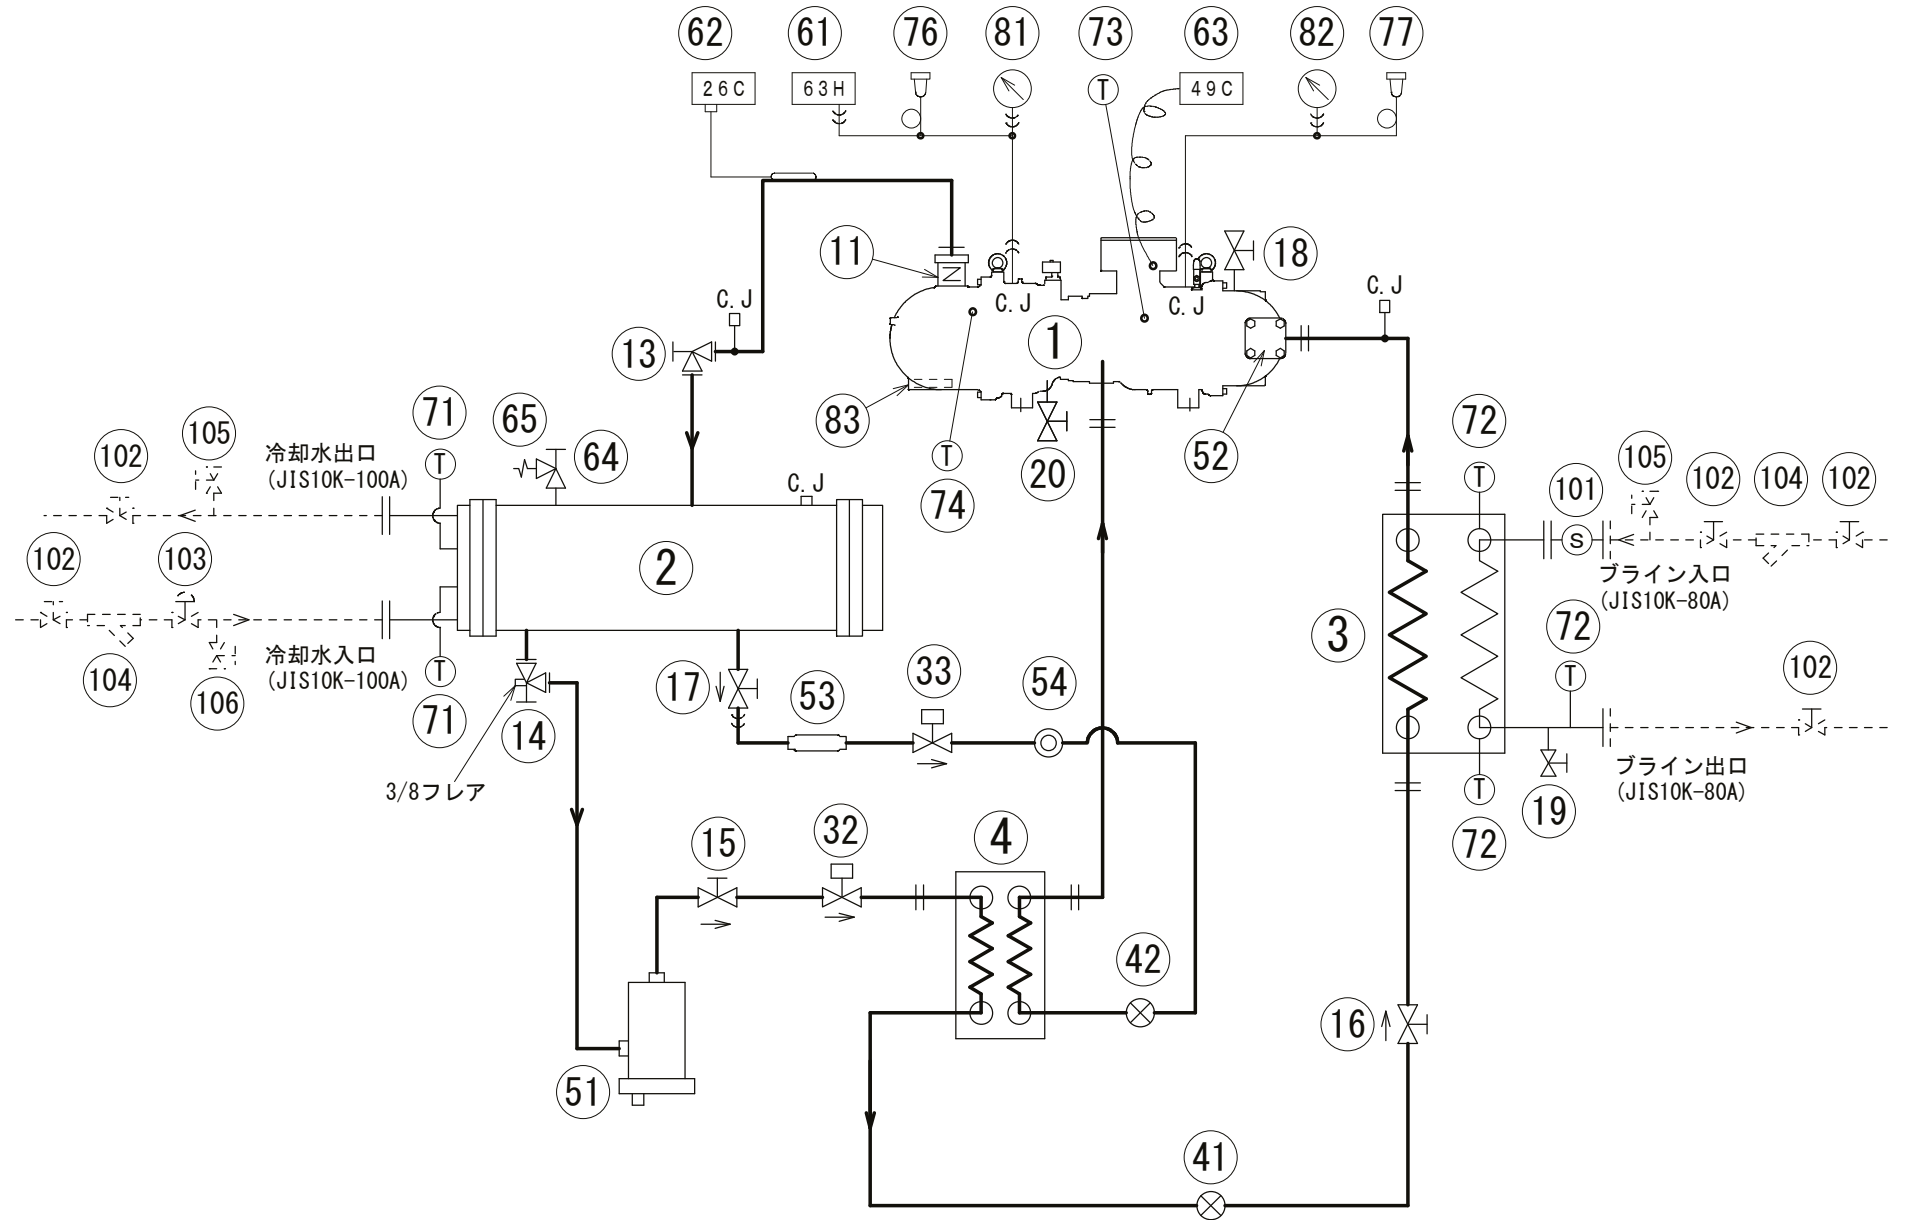 62 61 76 81 73 63 82 77
26C 63H T 49C
11 18
C.J C.J C.J C.J
13 1
71 83 T 20 52 72
105 65 64 74
102 冷却水出口 T
(JIS10K-100A)
C.J
T 101 105 102 104 102
S
102 103 2
ブライン入口
(JIS10K-80A)
3 72
104 106 冷却水入口 T
(JIS10K-100A)
71 14 17 53 33 54
T 102
3/8フレア
ブライン出口
(JIS10K-80A)
T 19
72
15 32 4
42
16
51
41